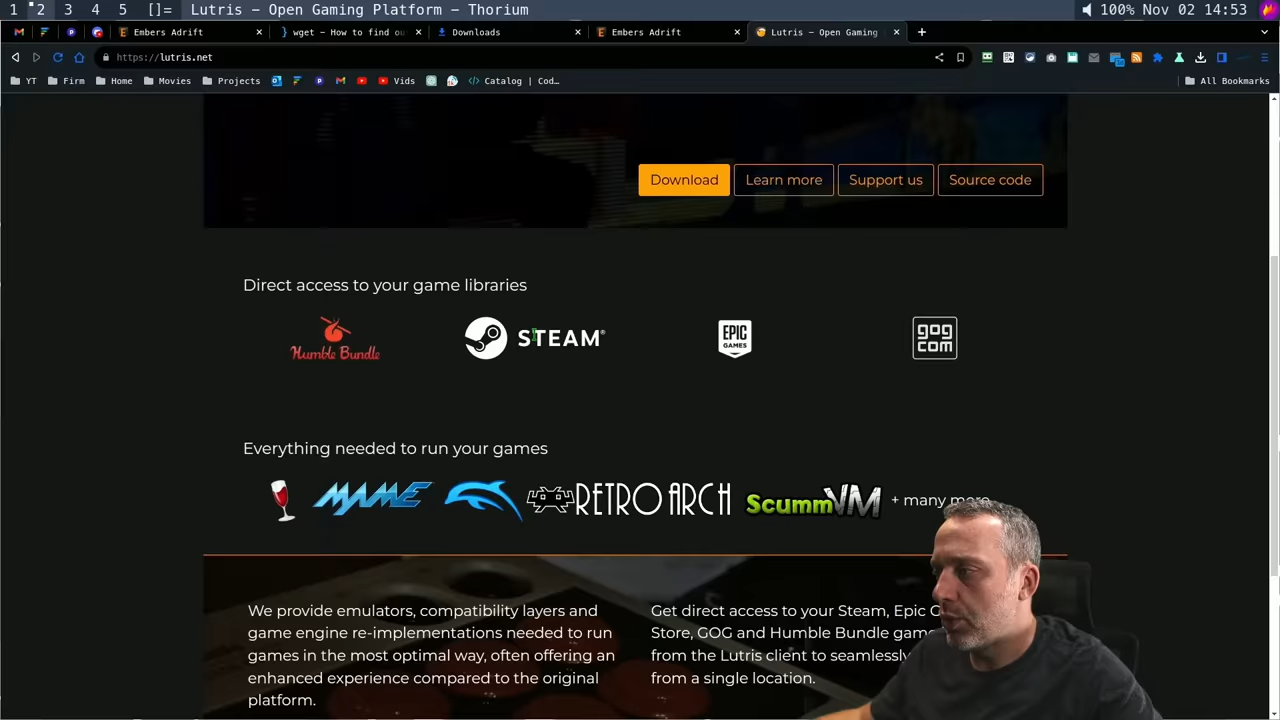 1 2 3 4 5 []= Lutris – Open Gaming Platform – Thorium 100% Nov 02 14:53
Embers Adrift × wget - How to find ou × Downloads × Embers Adrift × Lutris – Open Gaming × +
https://lutris.net
YT Firm Home Movies Projects Vids Catalog | Cod… All Bookmarks
Download Learn more Support us Source code
Direct access to your game libraries
Humble Bundle STEAM® EPIC GAMES gog com
Everything needed to run your games
MAME RETROARCH ScummVM + many more
We provide emulators, compatibility layers and
game engine re-implementations needed to run
games in the most optimal way, often offering an
enhanced experience compared to the original
platform.
Get direct access to your Steam, Epic
Store, GOG and Humble Bundle
from the Lutris client to seamlessly
from a single location.